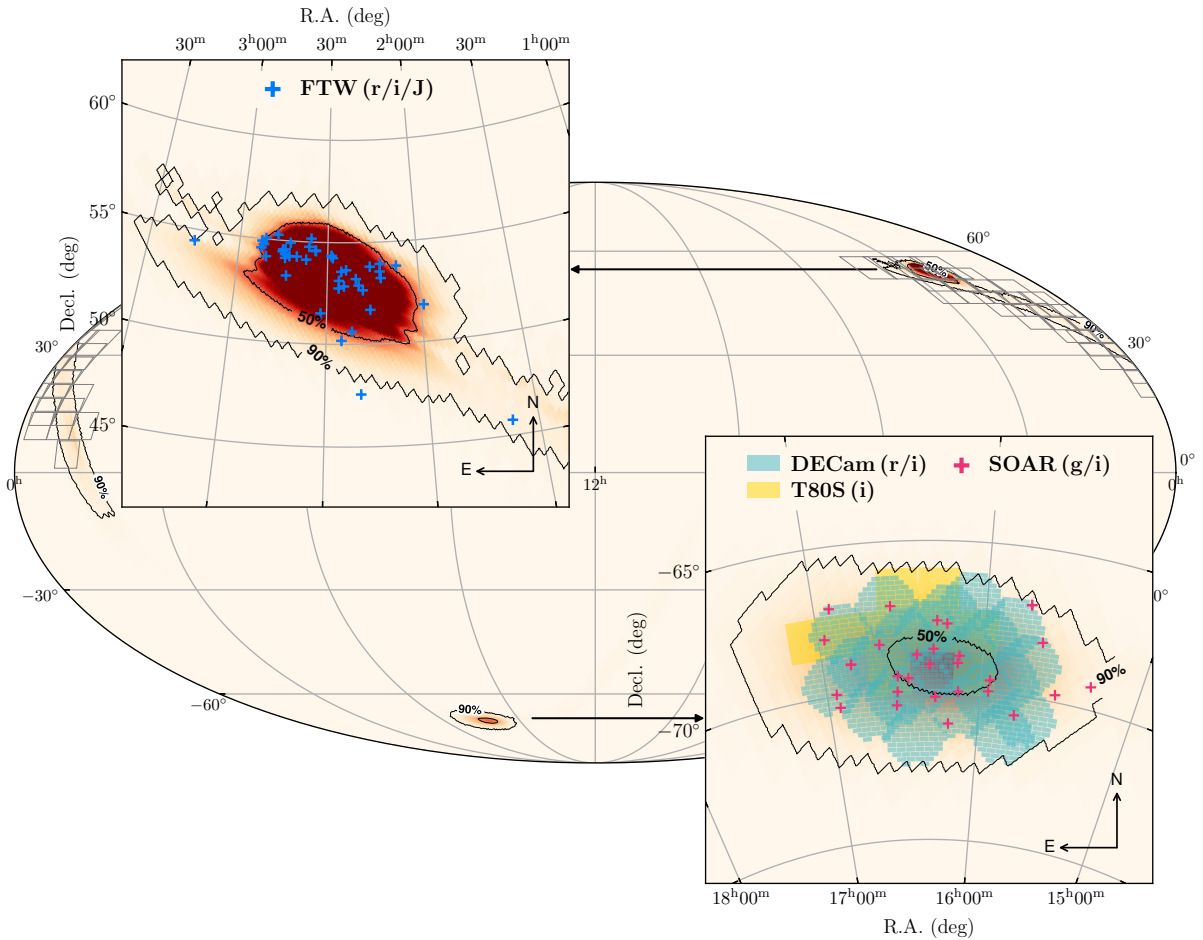 R.A. (deg)
30ᵐ 3ʰ00ᵐ 30ᵐ 2ʰ00ᵐ 30ᵐ 1ʰ00ᵐ
FTW (r/i/J)
60°
55°
50°
45°
Decl. (deg)
50%
90%
N
E
60°
50%
90%
30°
30°
0°
0ʰ
12ʰ
0ʰ
90%
−30°
−60°
90%
0°
DECam (r/i) SOAR (g/i)
T80S (i)
−65°
−70°
Decl. (deg)
50%
90%
N
E
18ʰ00ᵐ 17ʰ00ᵐ 16ʰ00ᵐ 15ʰ00ᵐ
R.A. (deg)